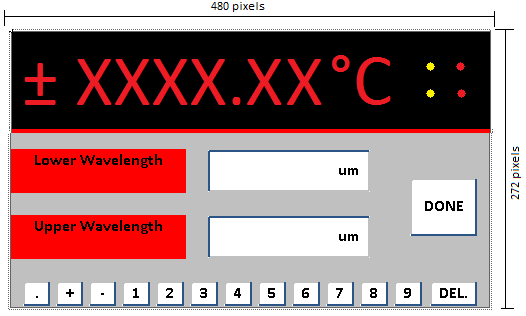 480 pixels
± XXXX.XX°C
Lower Wavelength
um
DONE
Upper Wavelength
um
272 pixels
. + - 1 2 3 4 5 6 7 8 9 DEL.